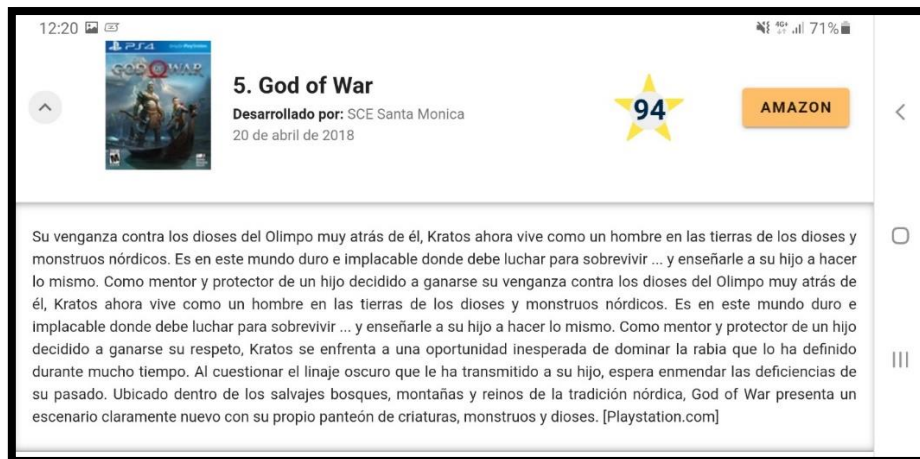 12:20 4G+ 71%
PS4
GOD OF WAR
5. God of War
Desarrollado por: SCE Santa Monica
20 de abril de 2018
94
AMAZON
Su venganza contra los dioses del Olimpo muy atrás de él, Kratos ahora vive como un hombre en las tierras de los dioses y
monstruos nórdicos. Es en este mundo duro e implacable donde debe luchar para sobrevivir ... y enseñarle a su hijo a hacer
lo mismo. Como mentor y protector de un hijo decidido a ganarse su venganza contra los dioses del Olimpo muy atrás de
él, Kratos ahora vive como un hombre en las tierras de los dioses y monstruos nórdicos. Es en este mundo duro e
implacable donde debe luchar para sobrevivir ... y enseñarle a su hijo a hacer lo mismo. Como mentor y protector de un hijo
decidido a ganarse su respeto, Kratos se enfrenta a una oportunidad inesperada de dominar la rabia que lo ha definido
durante mucho tiempo. Al cuestionar el linaje oscuro que le ha transmitido a su hijo, espera enmendar las deficiencias de
su pasado. Ubicado dentro de los salvajes bosques, montañas y reinos de la tradición nórdica, God of War presenta un
escenario claramente nuevo con su propio panteón de criaturas, monstruos y dioses. [Playstation.com]